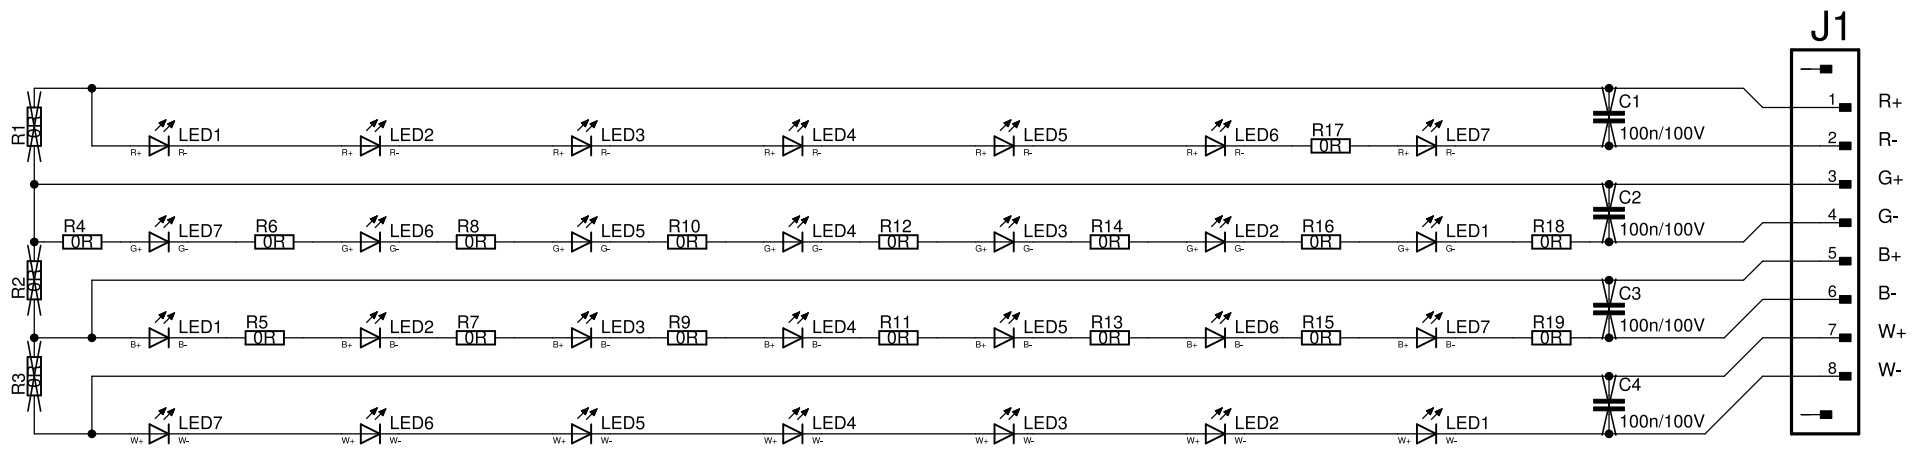 J1
1 R+
C1
LED1 LED2 LED3 LED4 LED5 LED6 R17 LED7 100n/100V 2 R-
R1 0R
R+ R- R+ R- R+ R- R+ R- R+ R- R+ R- 0R R+ R-
3 G+
C2
R4 LED7 R6 LED6 R8 LED5 R10 LED4 R12 LED3 R14 LED2 R16 LED1 R18 100n/100V 4 G-
0R G+ G- 0R G+ G- 0R G+ G- 0R G+ G- 0R G+ G- 0R G+ G- 0R G+ G- 0R
5 B+
R2 0R
C3 6 B-
LED1 R5 LED2 R7 LED3 R9 LED4 R11 LED5 R13 LED6 R15 LED7 R19 100n/100V 7 W+
B+ B- 0R B+ B- 0R B+ B- 0R B+ B- 0R B+ B- 0R B+ B- 0R B+ B- 0R
R3 0R
8 W-
C4
LED7 LED6 LED5 LED4 LED3 LED2 LED1 100n/100V
W+ W- W+ W- W+ W- W+ W- W+ W- W+ W- W+ W-